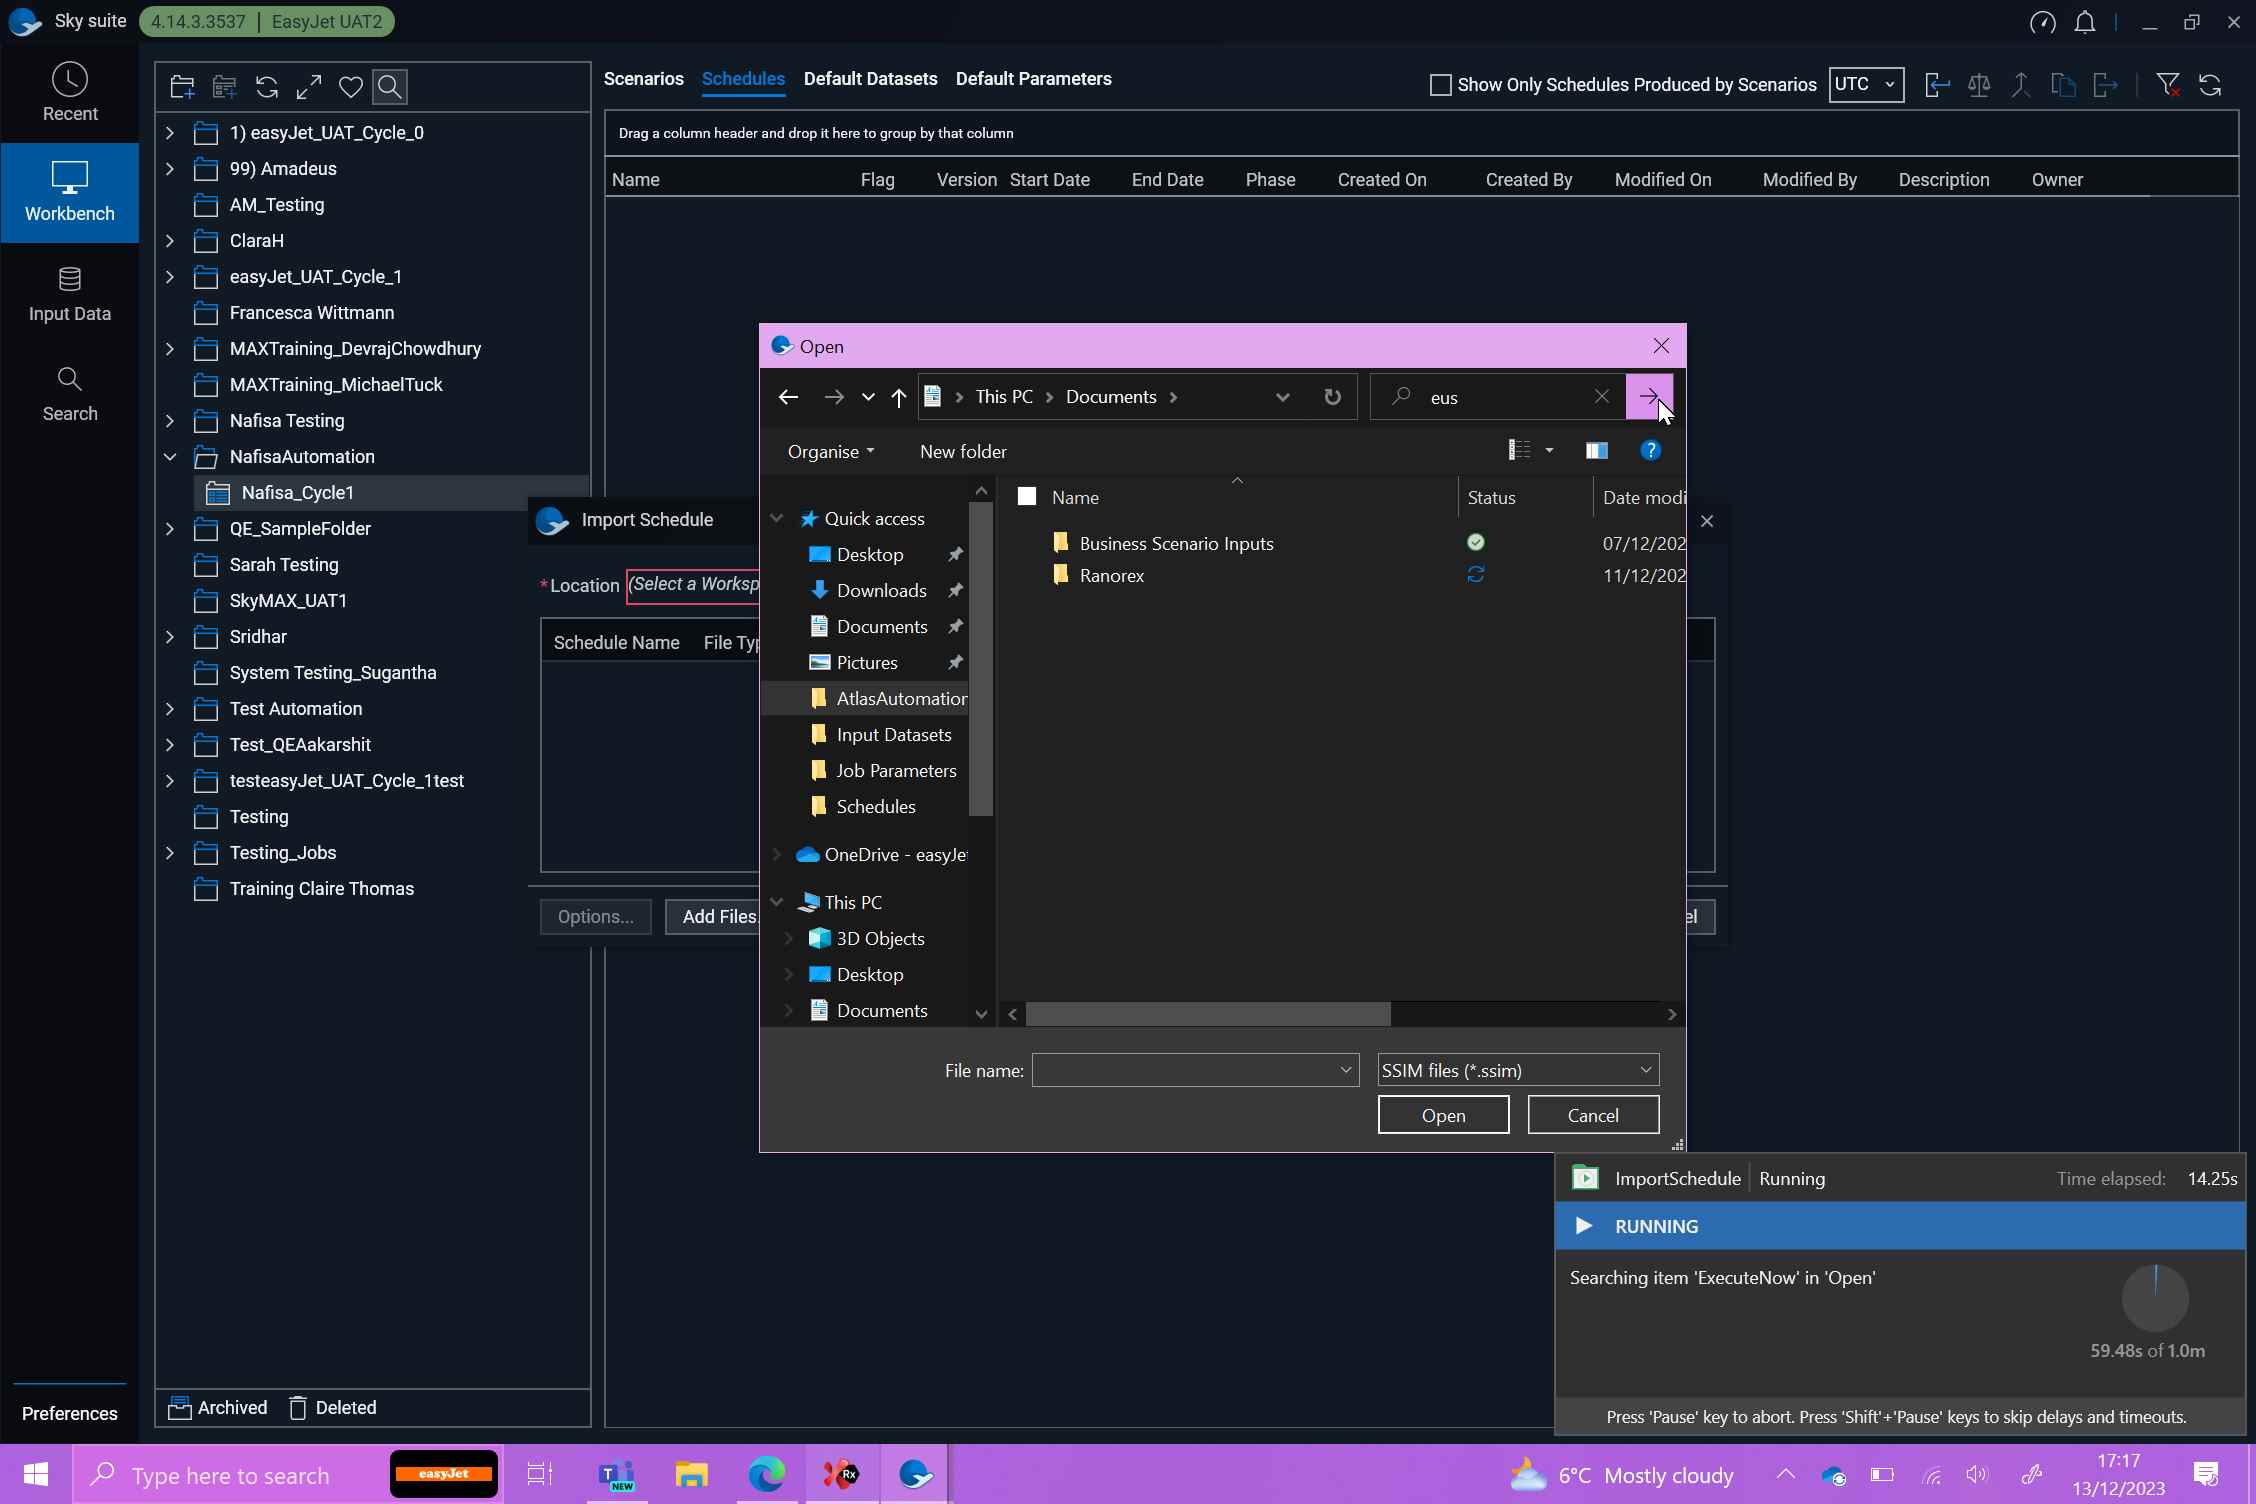 Sky suite 4.14.3.3537 | EasyJet UAT2
Recent
Workbench
Input Data
Search
Preferences
1) easyJet_UAT_Cycle_0
99) Amadeus
AM_Testing
ClaraH
easyJet_UAT_Cycle_1
Francesca Wittmann
MAXTraining_DevrajChowdhury
MAXTraining_MichaelTuck
Nafisa Testing
NafisaAutomation
Nafisa_Cycle1
QE_SampleFolder
Sarah Testing
SkyMAX_UAT1
Sridhar
System Testing_Sugantha
Test Automation
Test_QEAakarshit
testeasyJet_UAT_Cycle_1test
Testing
Testing_Jobs
Training Claire Thomas
Archived Deleted
Scenarios Schedules Default Datasets Default Parameters
Show Only Schedules Produced by Scenarios UTC
Drag a column header and drop it here to group by that column
Name Flag Version Start Date End Date Phase Created On Created By Modified On Modified By Description Owner
Import Schedule
*Location (Select a Worksp
Schedule Name File Typ
Options... Add Files.
el
Open
This PC > Documents >
eus
Organise New folder
Name Status Date modi
Business Scenario Inputs 07/12/202
Ranorex 11/12/202
Quick access
Desktop
Downloads
Documents
Pictures
AtlasAutomation
Input Datasets
Job Parameters
Schedules
OneDrive - easyJet
This PC
3D Objects
Desktop
Documents
File name:
SSIM files (*.ssim)
Open Cancel
ImportSchedule Running Time elapsed: 14.25s
RUNNING
Searching item 'ExecuteNow' in 'Open'
59.48s of 1.0m
Press 'Pause' key to abort. Press 'Shift'+'Pause' keys to skip delays and timeouts.
Type here to search
easyJet
T
NEW
Rx
6°C Mostly cloudy
17:17
13/12/2023